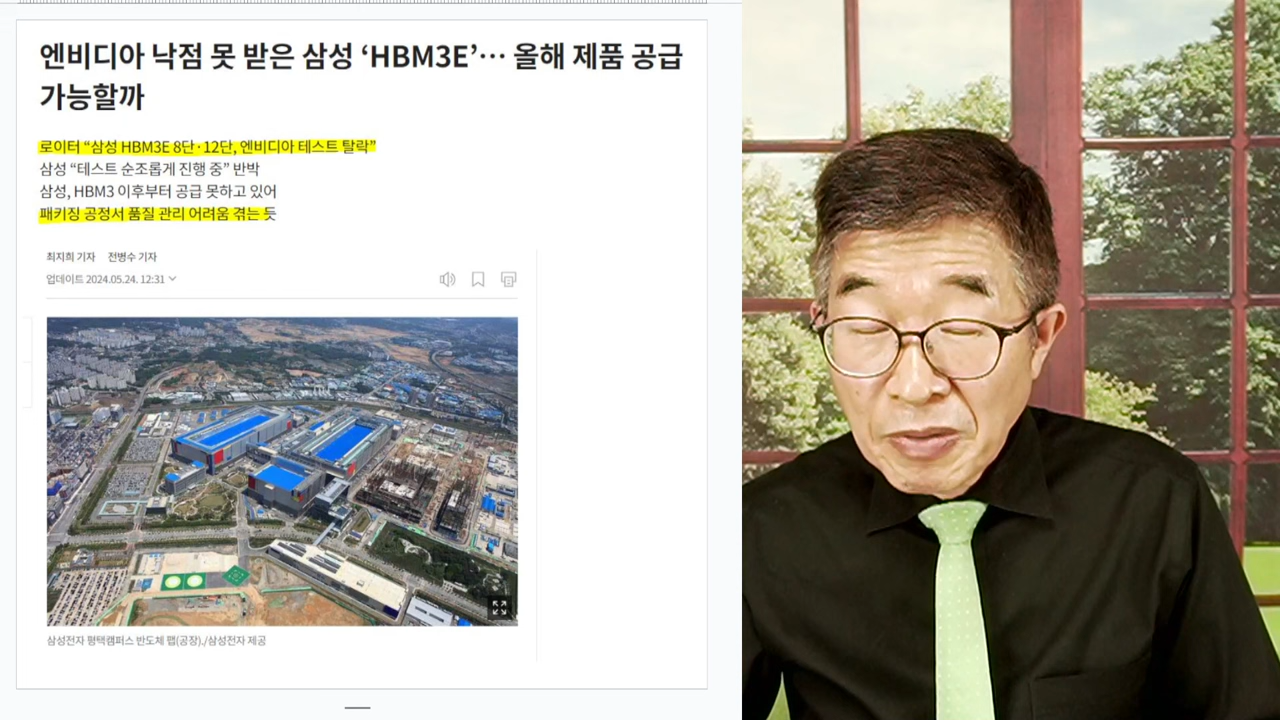 엔비디아 낙점 못 받은 삼성 ‘HBM3E’… 올해 제품 공급
가능할까
로이터 “삼성 HBM3E 8단·12단, 엔비디아 테스트 탈락”
삼성 “테스트 순조롭게 진행 중” 반박
삼성, HBM3 이후부터 공급 못하고 있어
패키징 공정서 품질 관리 어려움 겪는 듯
최지희 기자 전병수 기자
업데이트 2024.05.24. 12:31
삼성전자 평택캠퍼스 반도체 팹(공장)./삼성전자 제공